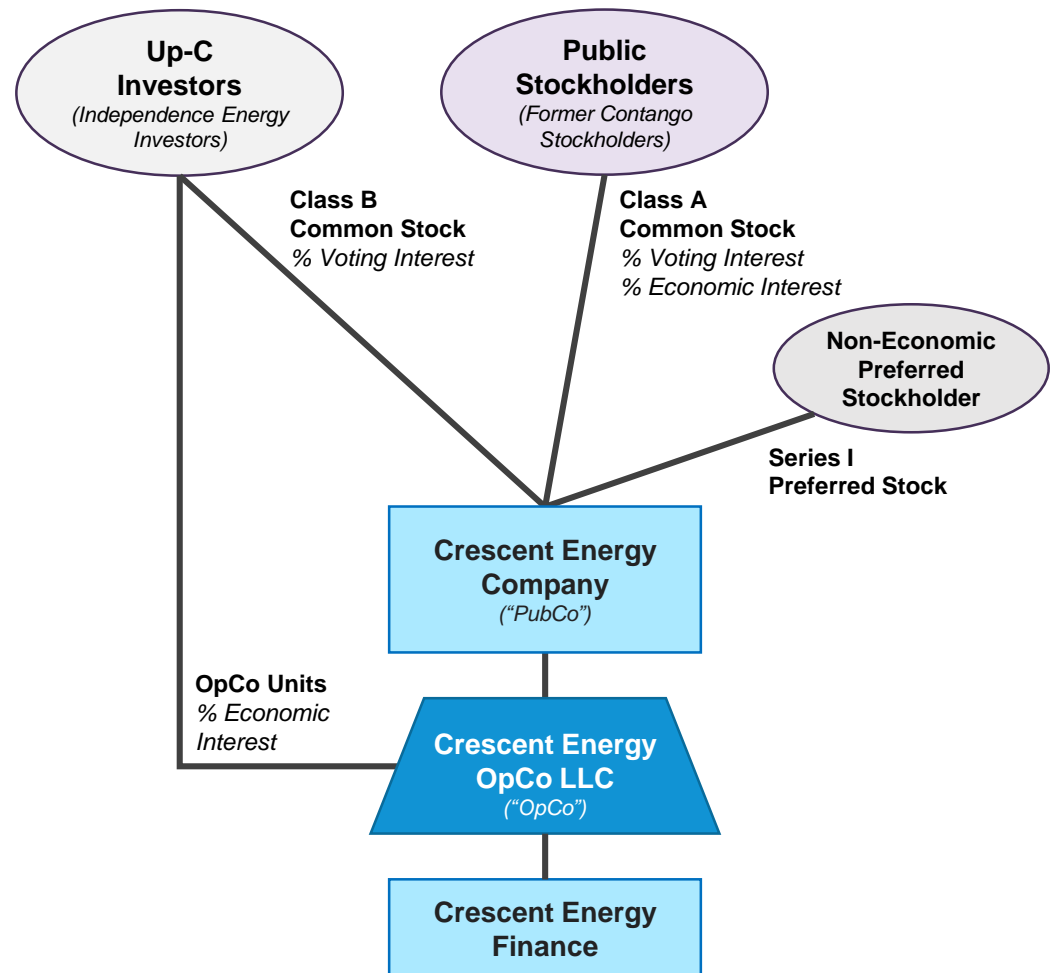 Up-C
Investors
(Independence Energy
Investors)
Public
Stockholders
(Former Contango
Stockholders)
Class B
Common Stock
% Voting Interest
Class A
Common Stock
% Voting Interest
% Economic Interest
Non-Economic
Preferred
Stockholder
Series I
Preferred Stock
Crescent Energy
Company
(“PubCo”)
OpCo Units
% Economic
Interest
Crescent Energy
OpCo LLC
(“OpCo”)
Crescent Energy
Finance